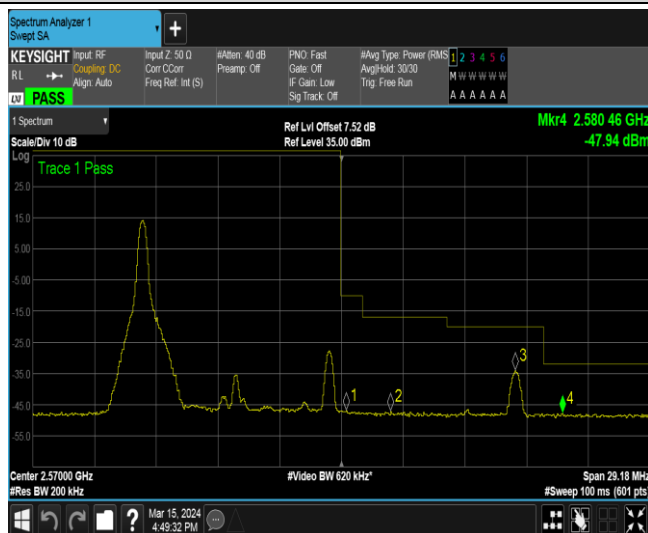 Spectrum Analyzer 1
Swept SA
+
KEYSIGHT
RL
LXI PASS
Input: RF
Coupling: DC
Align: Auto
Input Z: 50 Ω
Corr CCorr
Freq Ref: Int (S)
#Atten: 40 dB
Preamp: Off
PNO: Fast
Gate: Off
IF Gain: Low
Sig Track: Off
#Avg Type: Power (RMS
Avg|Hold: 30/30
Trig: Free Run
1 2 3 4 5 6
M W W W W W
A A A A A A
1 Spectrum
Scale/Div 10 dB
Ref Lvl Offset 7.52 dB
Ref Level 35.00 dBm
Mkr4 2.580 46 GHz
-47.94 dBm
Log
Trace 1 Pass
25.0
15.0
5.00
-5.00
-15.0
-25.0
-35.0
-45.0
-55.0
1
2
3
4
Center 2.57000 GHz
#Video BW 620 kHz*
Span 29.18 MHz
#Res BW 200 kHz
#Sweep 100 ms (601 pts)
?
Mar 15, 2024
4:49:32 PM